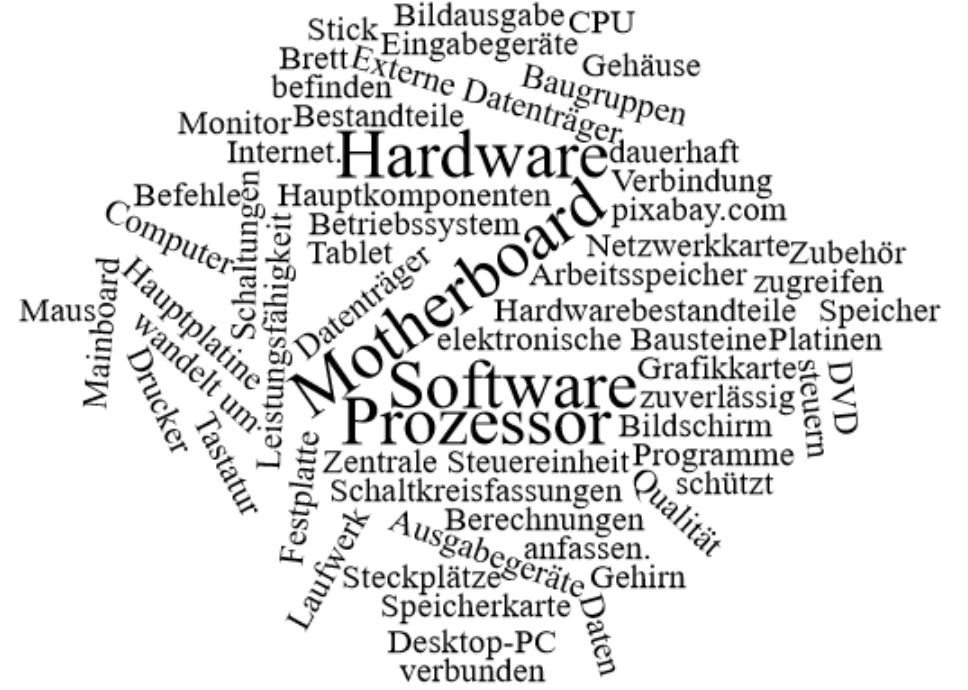 Bildausgabe
CPU
Stick
Eingabegeräte
Brett
Externe Datenträger
Gehäuse
befinden
Baugruppen
Monitor
Bestandteile
Internet.
Hardware
dauerhaft
Verbindung
Befehle
Hauptkomponenten
pixabay.com
Computer
Schaltungen
Betriebssystem
Motherboard
Tablet
Netzwerkkarte
Zubehör
Leistungsfähigkeit
Datenträger
Arbeitsspeicher
zugreifen
Maus
Mainboard
Hauptplatine
Hardwarebestandteile
Speicher
wandelt um.
elektronische Bausteine
Platinen
Drucker
Software
Grafikkarte
steuern
DVD
zuverlässig
Tastatur
Prozessor
Bildschirm
Festplatte
Zentrale Steuereinheit
Programme
Schaltkreisfassungen
Qualität
schützt
Laufwerk
Ausgabegeräte
Berechnungen
anfassen.
Steckplätze
Gehirn
Speicherkarte
Daten
Desktop-PC
verbunden